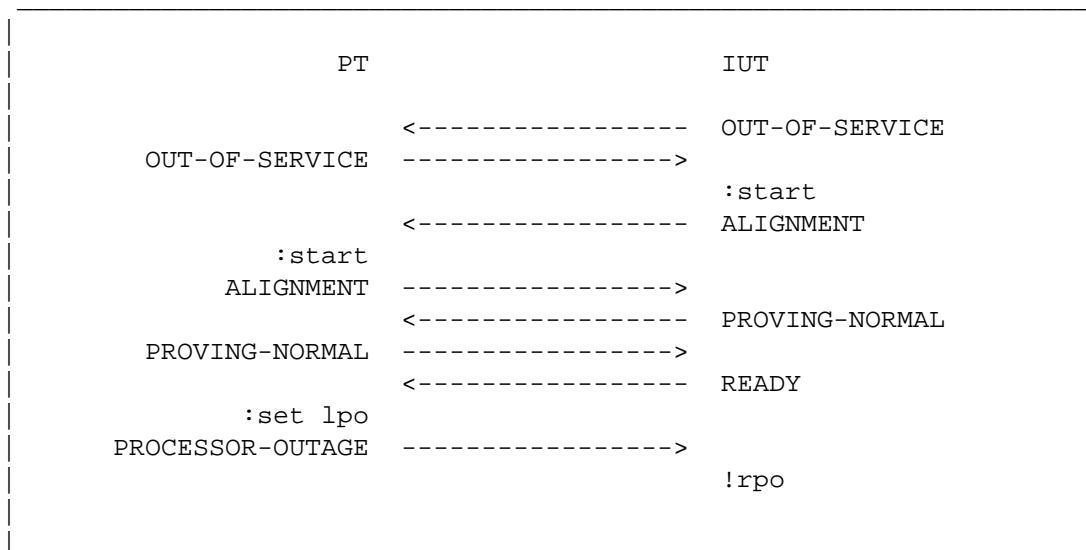 PT IUT
<----------------- OUT-OF-SERVICE
OUT-OF-SERVICE ----------------->
:start
<----------------- ALIGNMENT
:start
ALIGNMENT ----------------->
<----------------- PROVING-NORMAL
PROVING-NORMAL ----------------->
<----------------- READY
:set lpo
PROCESSOR-OUTAGE ----------------->
!rpo